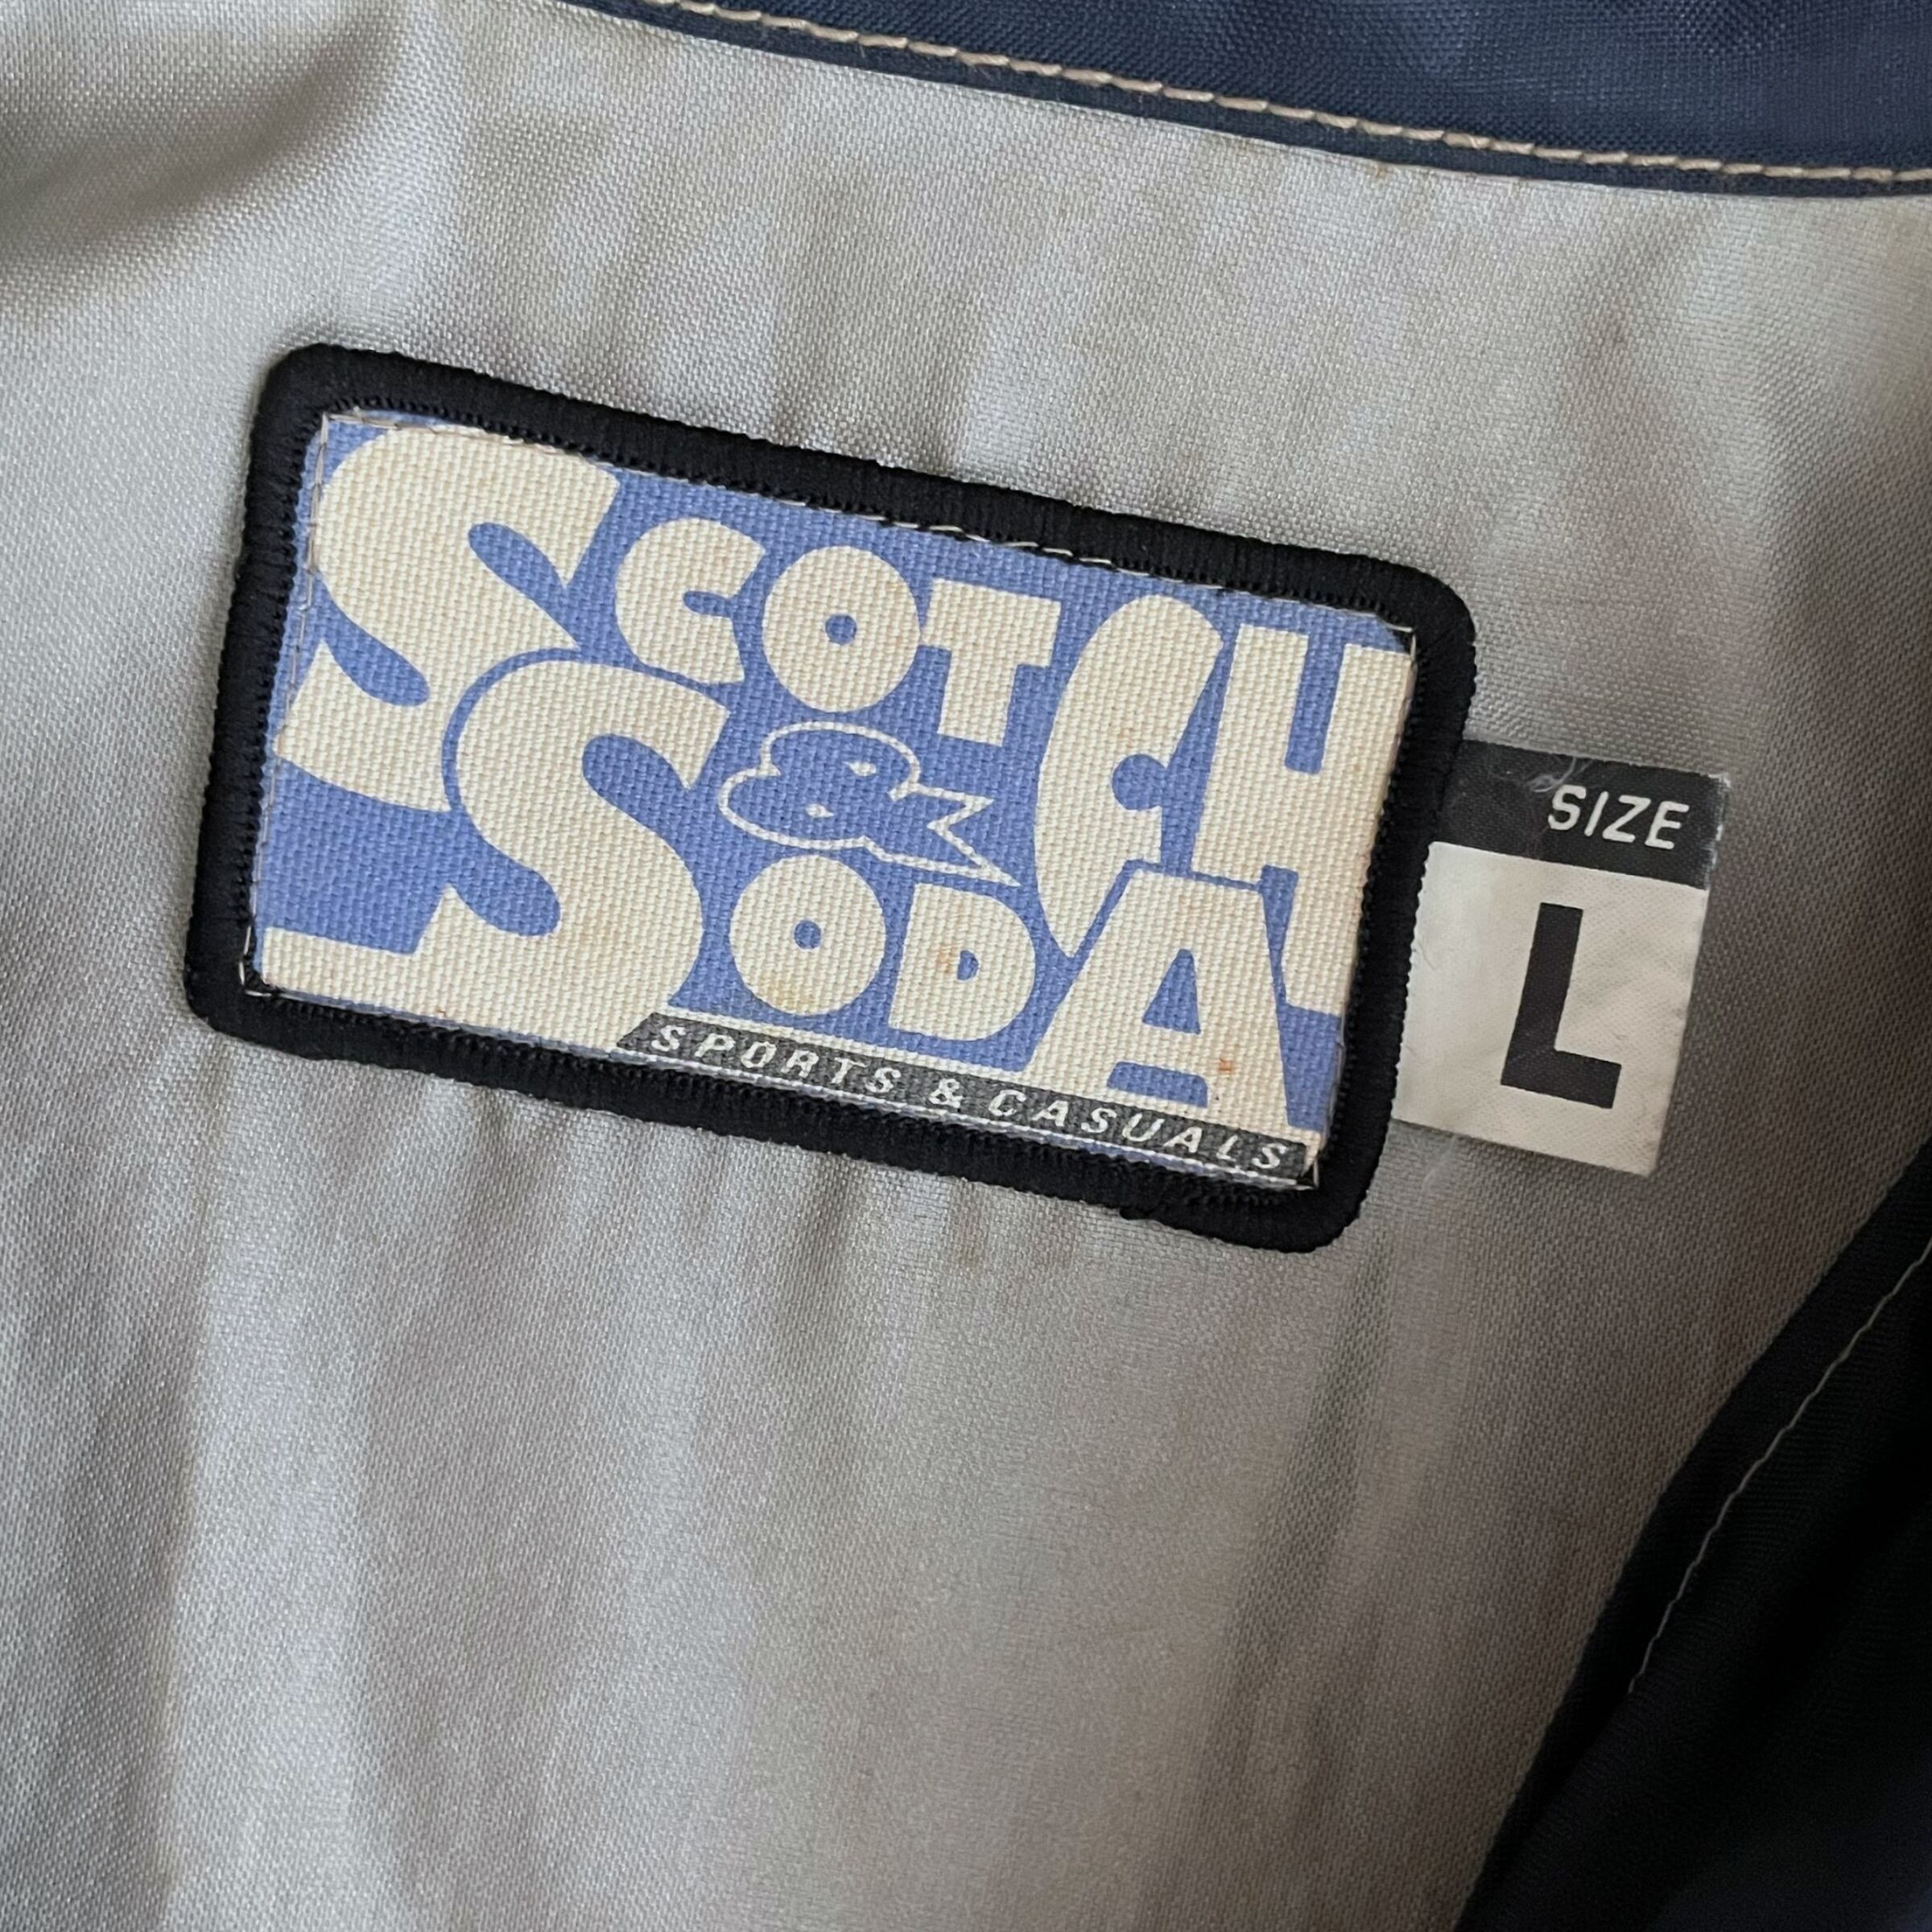 SCOTCH
&
SODA
SPORTS & CASUALS
SIZE
L